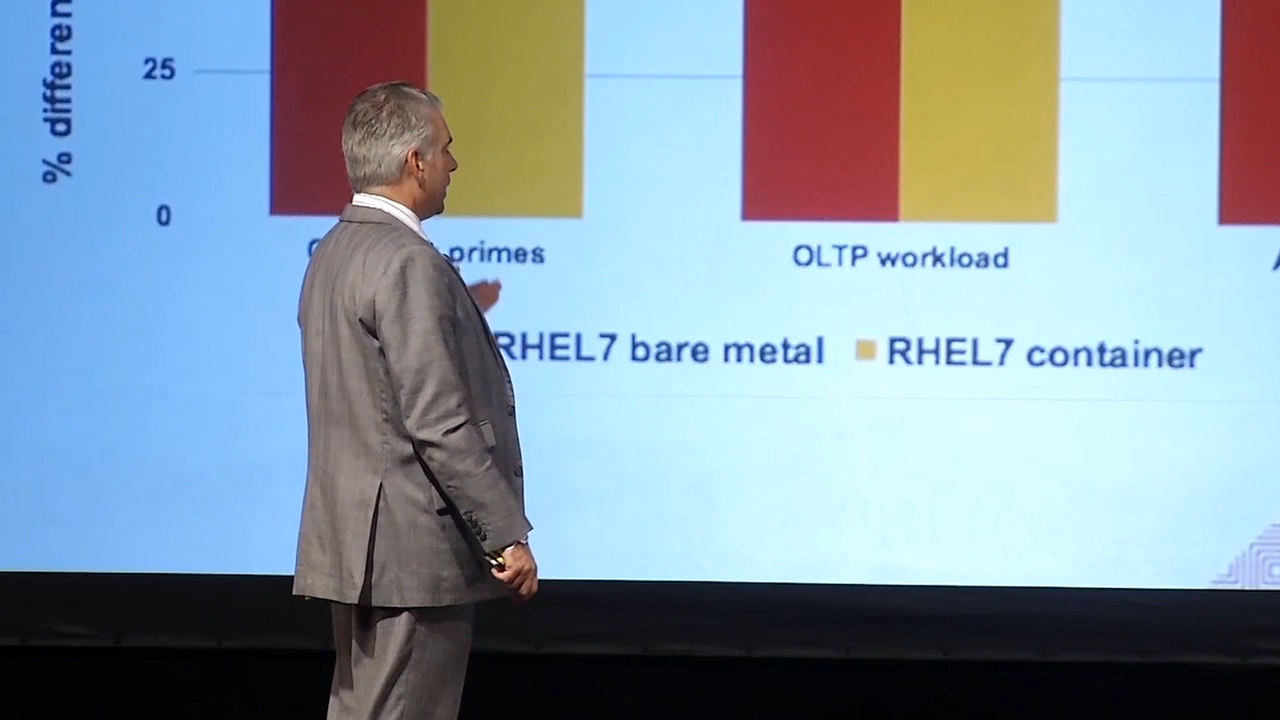 % differen
25
0
primes
OLTP workload
RHEL7 bare metal
RHEL7 container